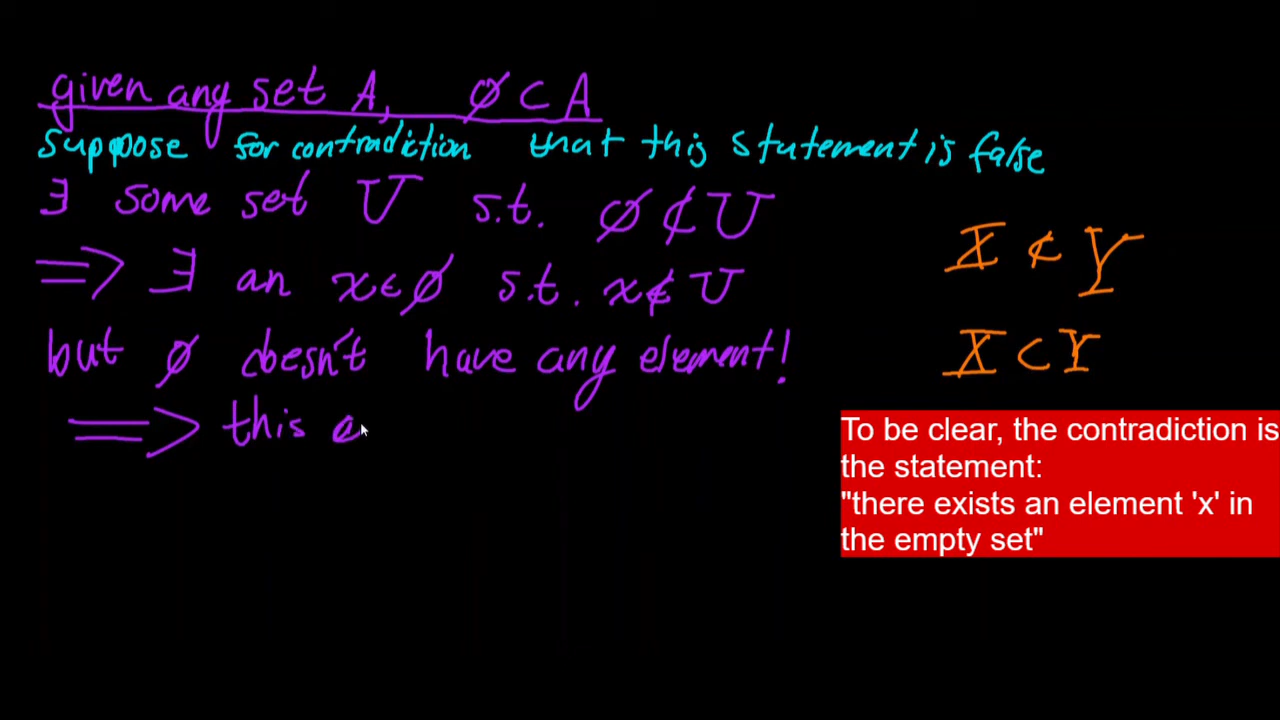 given any set A, ∅ ⊂ A
Suppose for contradiction that this statement is false
∃ some set U s.t. ∅ ⊄ U
⟹ ∃ an x ∈ ∅ s.t. x ∉ U
but ∅ doesn't have any element!
⟹ this
X ⊄ Y
X ⊂ Y
To be clear, the contradiction is
the statement:
"there exists an element 'x' in
the empty set"